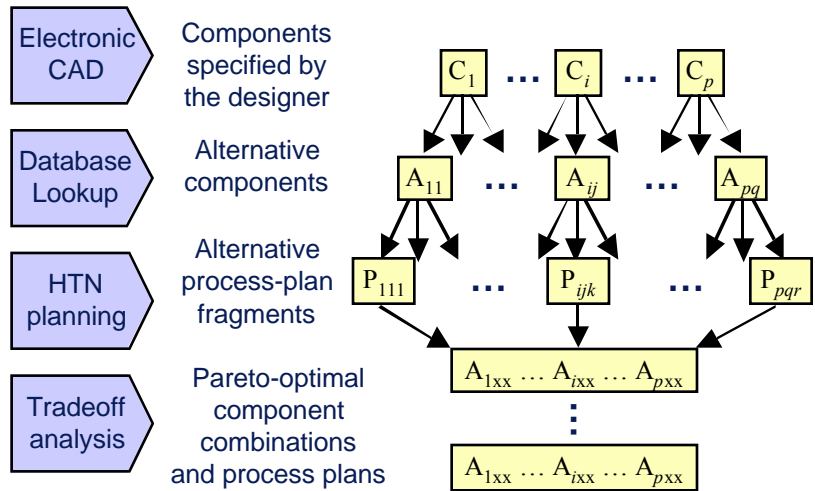 Electronic
CAD
Components
specified by
the designer
C1 ... Ci ... Cp
Database
Lookup
Alternative
components
A11 ... Aij ... Apq
HTN
planning
Alternative
process-plan
fragments
P111 ... Pijk ... Ppqr
Tradeoff
analysis
Pareto-optimal
component
combinations
and process plans
A1xx … Aixx … Apxx
...
A1xx … Aixx … Apxx